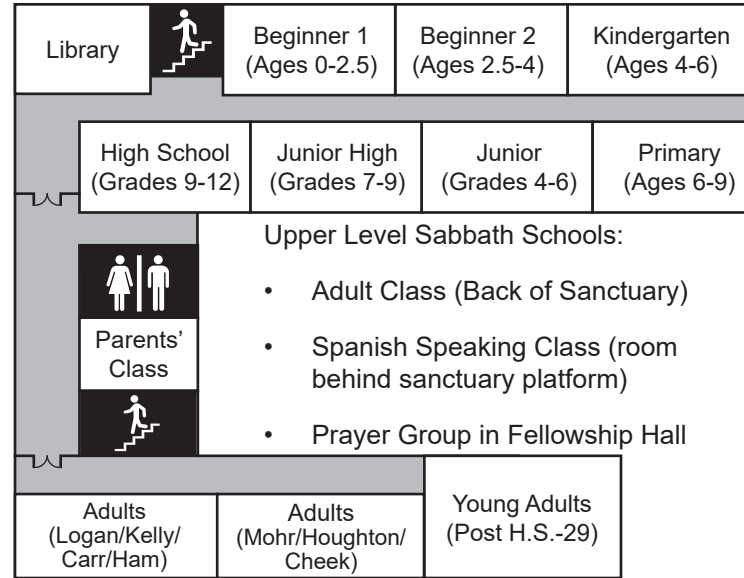 Library
Beginner 1
(Ages 0-2.5)
Beginner 2
(Ages 2.5-4)
Kindergarten
(Ages 4-6)
High School
(Grades 9-12)
Junior High
(Grades 7-9)
Junior
(Grades 4-6)
Primary
(Ages 6-9)
Upper Level Sabbath Schools:
• Adult Class (Back of Sanctuary)
• Spanish Speaking Class (room
behind sanctuary platform)
• Prayer Group in Fellowship Hall
Parents'
Class
Adults
(Logan/Kelly/
Carr/Ham)
Adults
(Mohr/Houghton/
Cheek)
Young Adults
(Post H.S.-29)